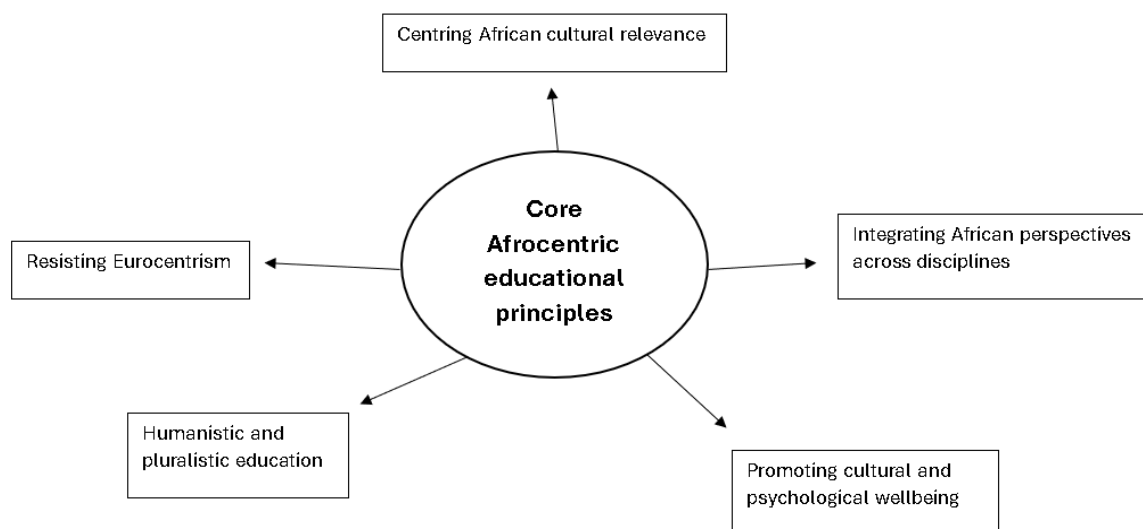 Centring African cultural relevance
Core
Afrocentric
educational
principles
Integrating African perspectives
across disciplines
Resisting Eurocentrism
Humanistic and
pluralistic education
Promoting cultural and
psychological wellbeing